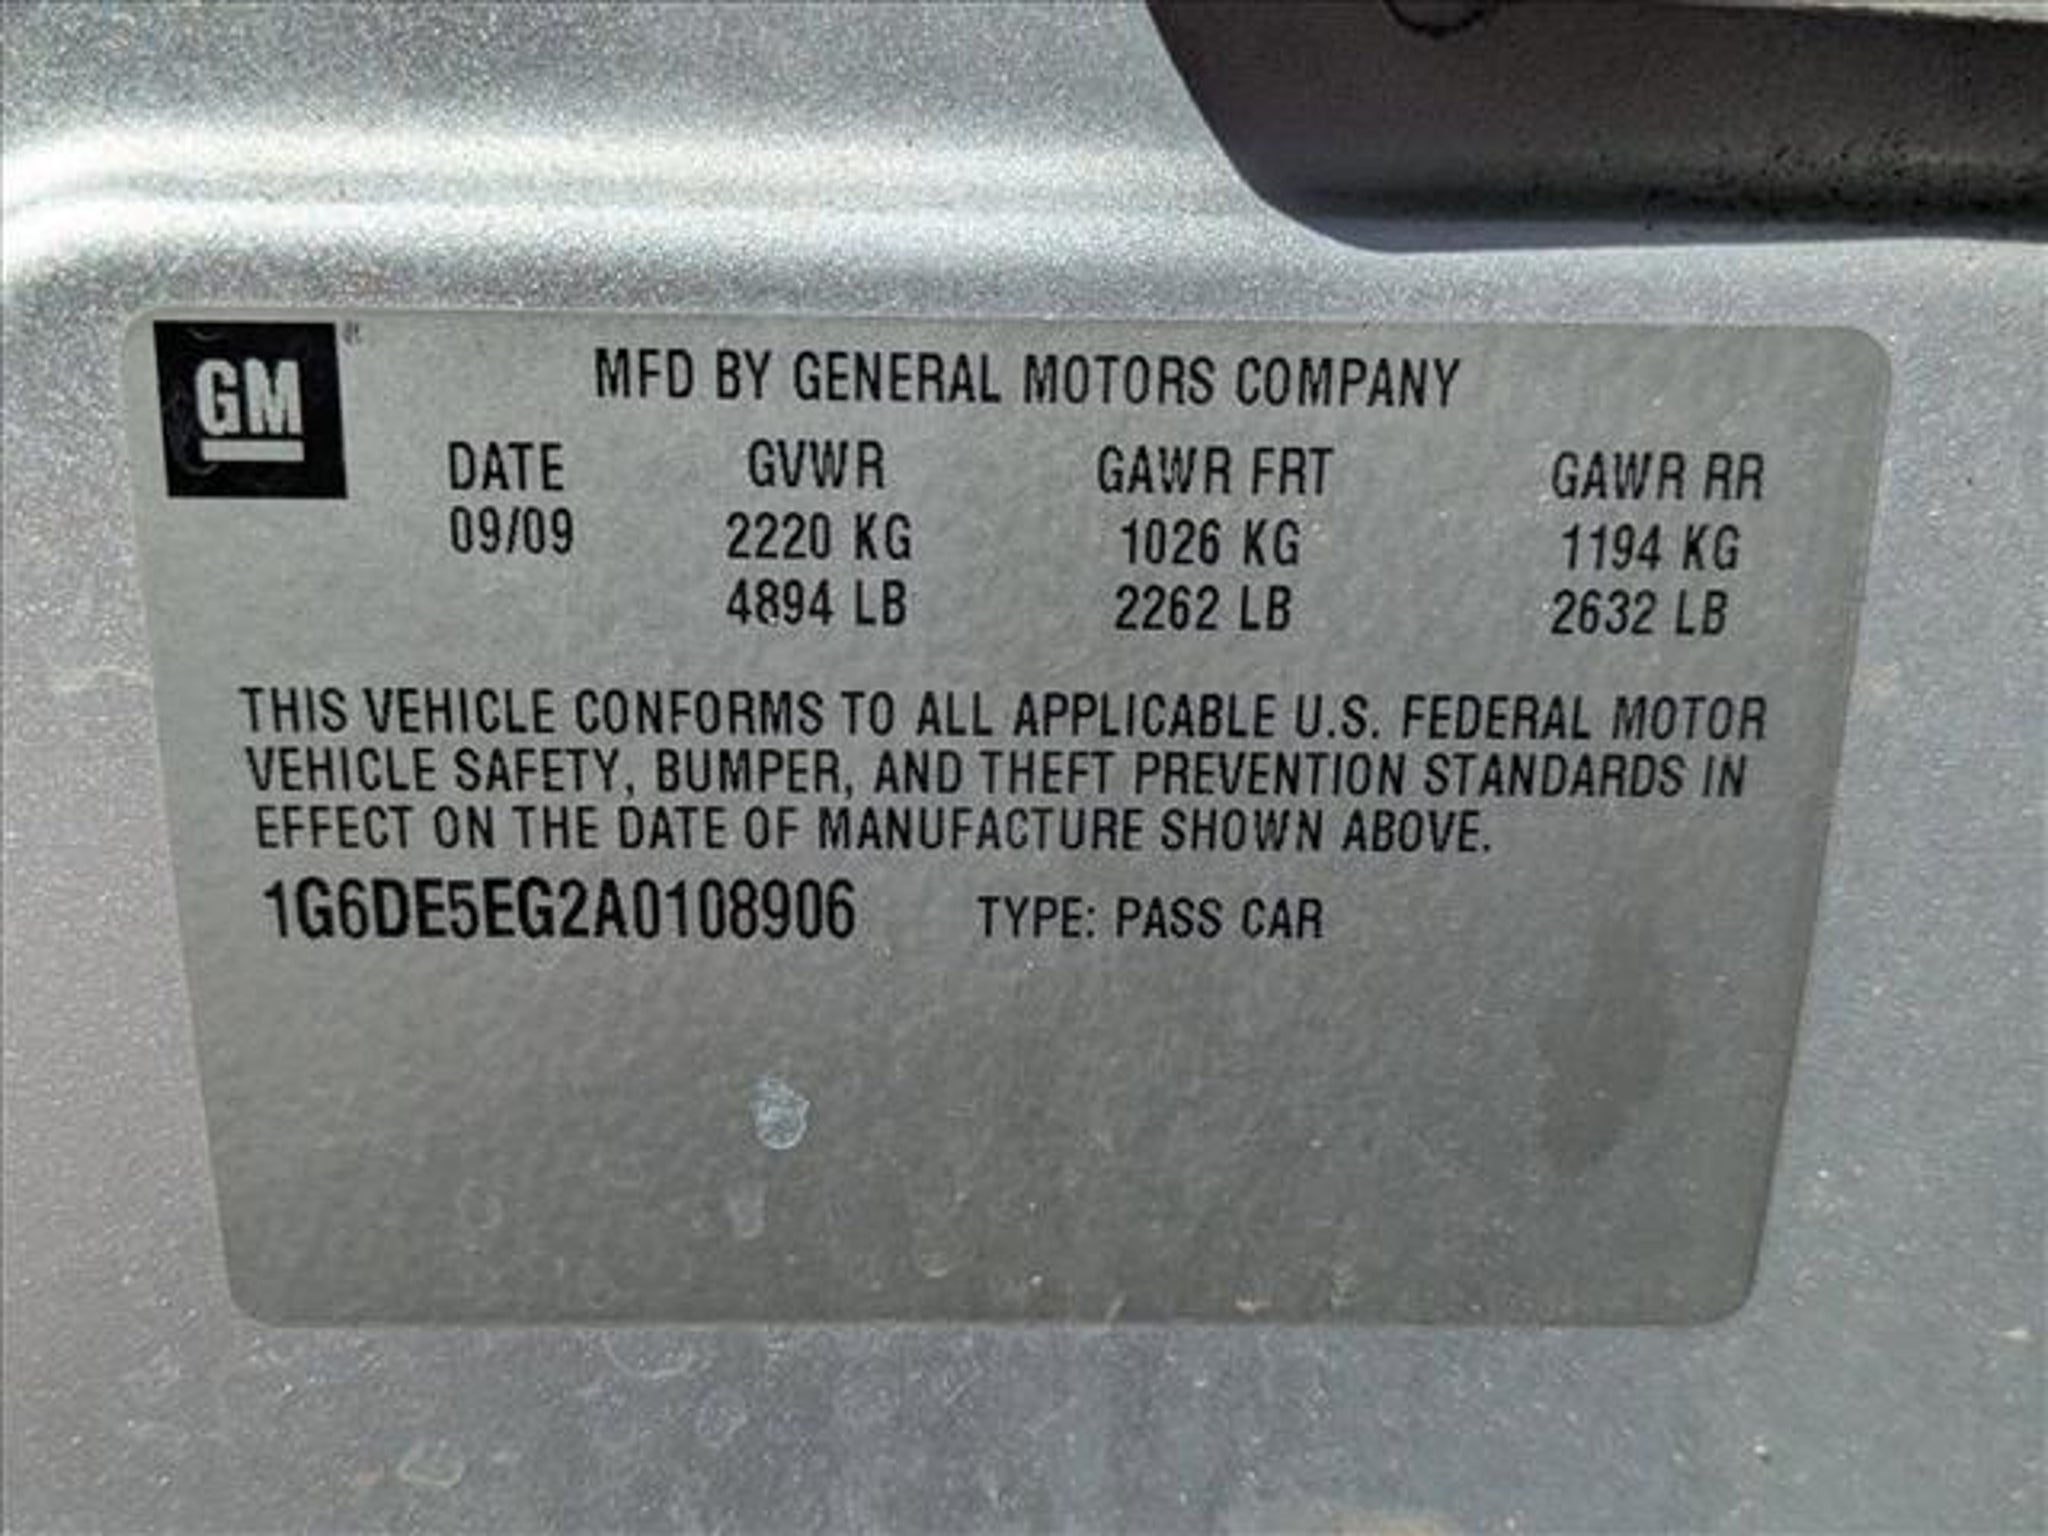 GM®
MFD BY GENERAL MOTORS COMPANY
DATE GVWR GAWR FRT GAWR RR
09/09 2220 KG 1026 KG 1194 KG
4894 LB 2262 LB 2632 LB
THIS VEHICLE CONFORMS TO ALL APPLICABLE U.S. FEDERAL MOTOR
VEHICLE SAFETY, BUMPER, AND THEFT PREVENTION STANDARDS IN
EFFECT ON THE DATE OF MANUFACTURE SHOWN ABOVE.
1G6DE5EG2A0108906 TYPE: PASS CAR